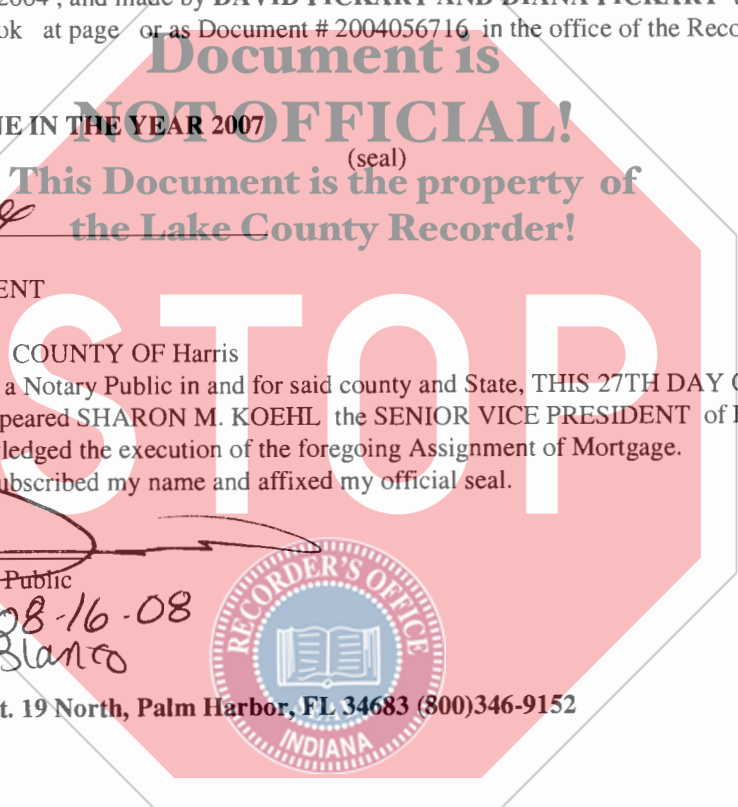 2004 , and made by DAVID PICKART AND DIANA PICKART
ok at page or as Document # 2004056716 in the office of the Reco
Document is
NE IN THE YEAR 2007
NOT OFFICIAL!
(seal)
This Document is the property of
the Lake County Recorder!
ENT
STOP
COUNTY OF Harris
a Notary Public in and for said county and State, THIS 27TH DAY O
peared SHARON M. KOEHL the SENIOR VICE PRESIDENT of
ledged the execution of the foregoing Assignment of Mortgage.
ubscribed my name and affixed my official seal.
Public
08-16-08
Blanco
RECORDER'S OFFICE
SEAL
INDIANA
t. 19 North, Palm Harbor, FL 34683 (800)346-9152